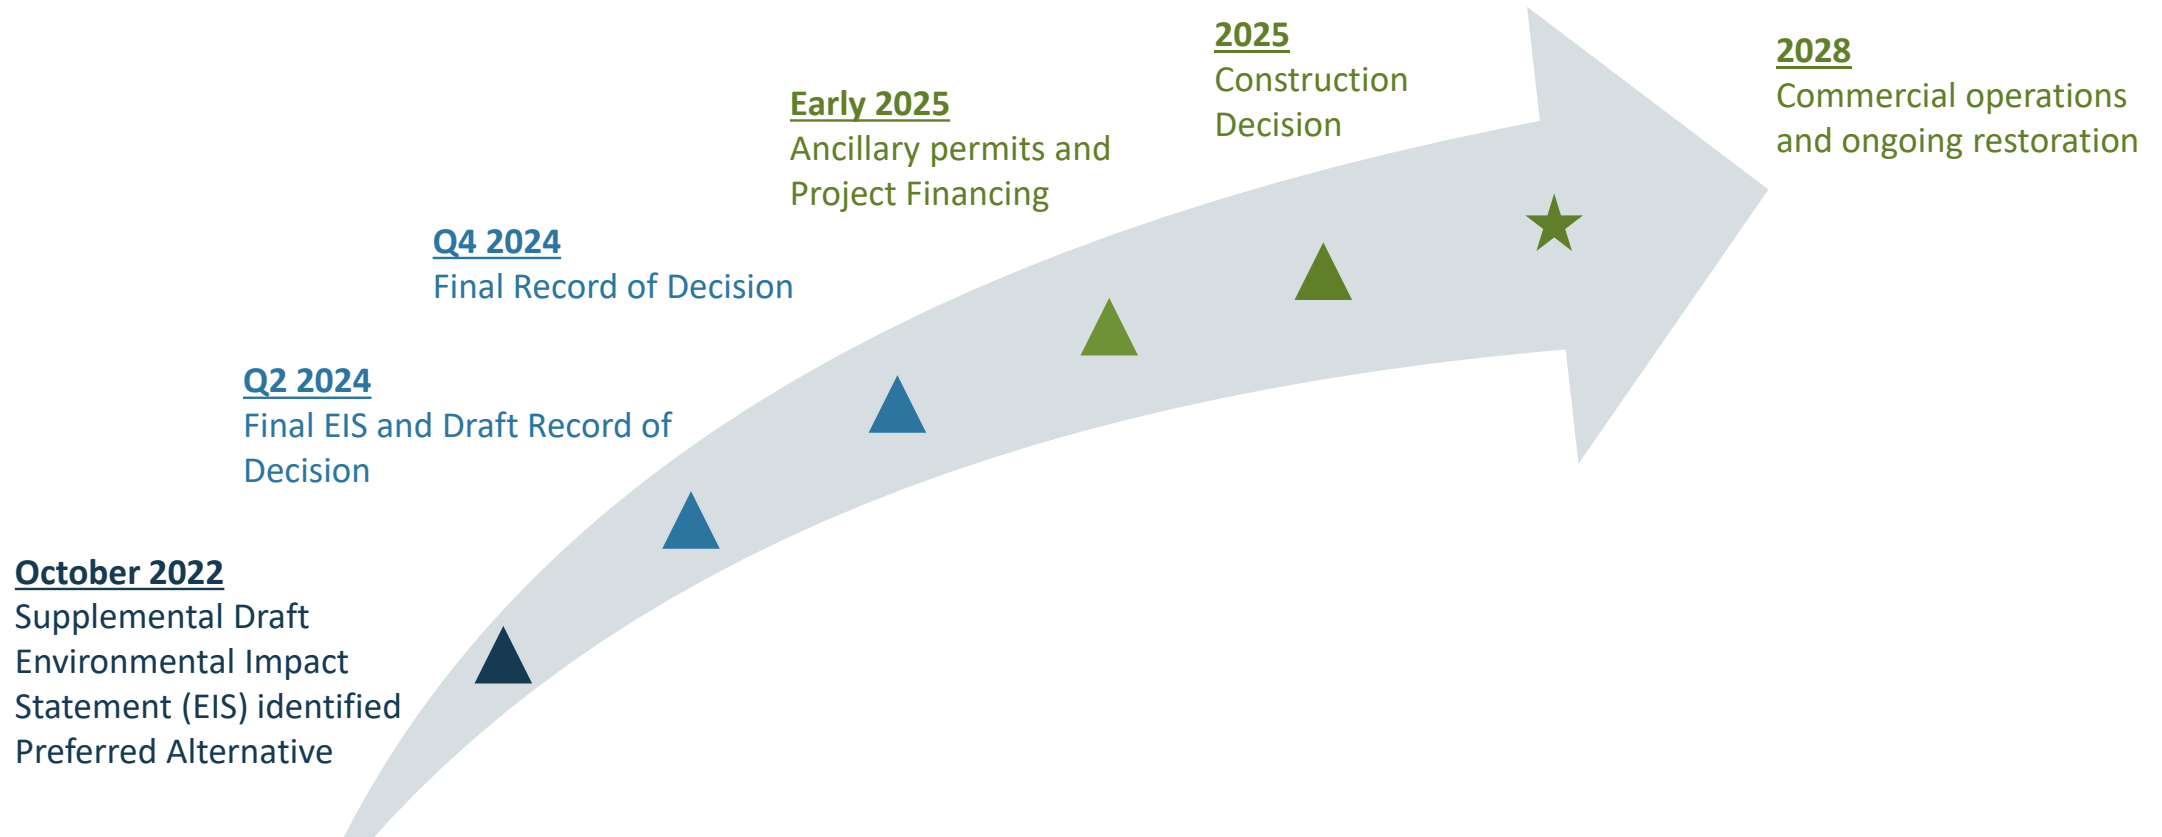 October 2022
Supplemental Draft
Environmental Impact
Statement (EIS) identified
Preferred Alternative
Q2 2024
Final EIS and Draft Record of
Decision
Q4 2024
Final Record of Decision
Early 2025
Ancillary permits and
Project Financing
2025
Construction
Decision
2028
Commercial operations
and ongoing restoration